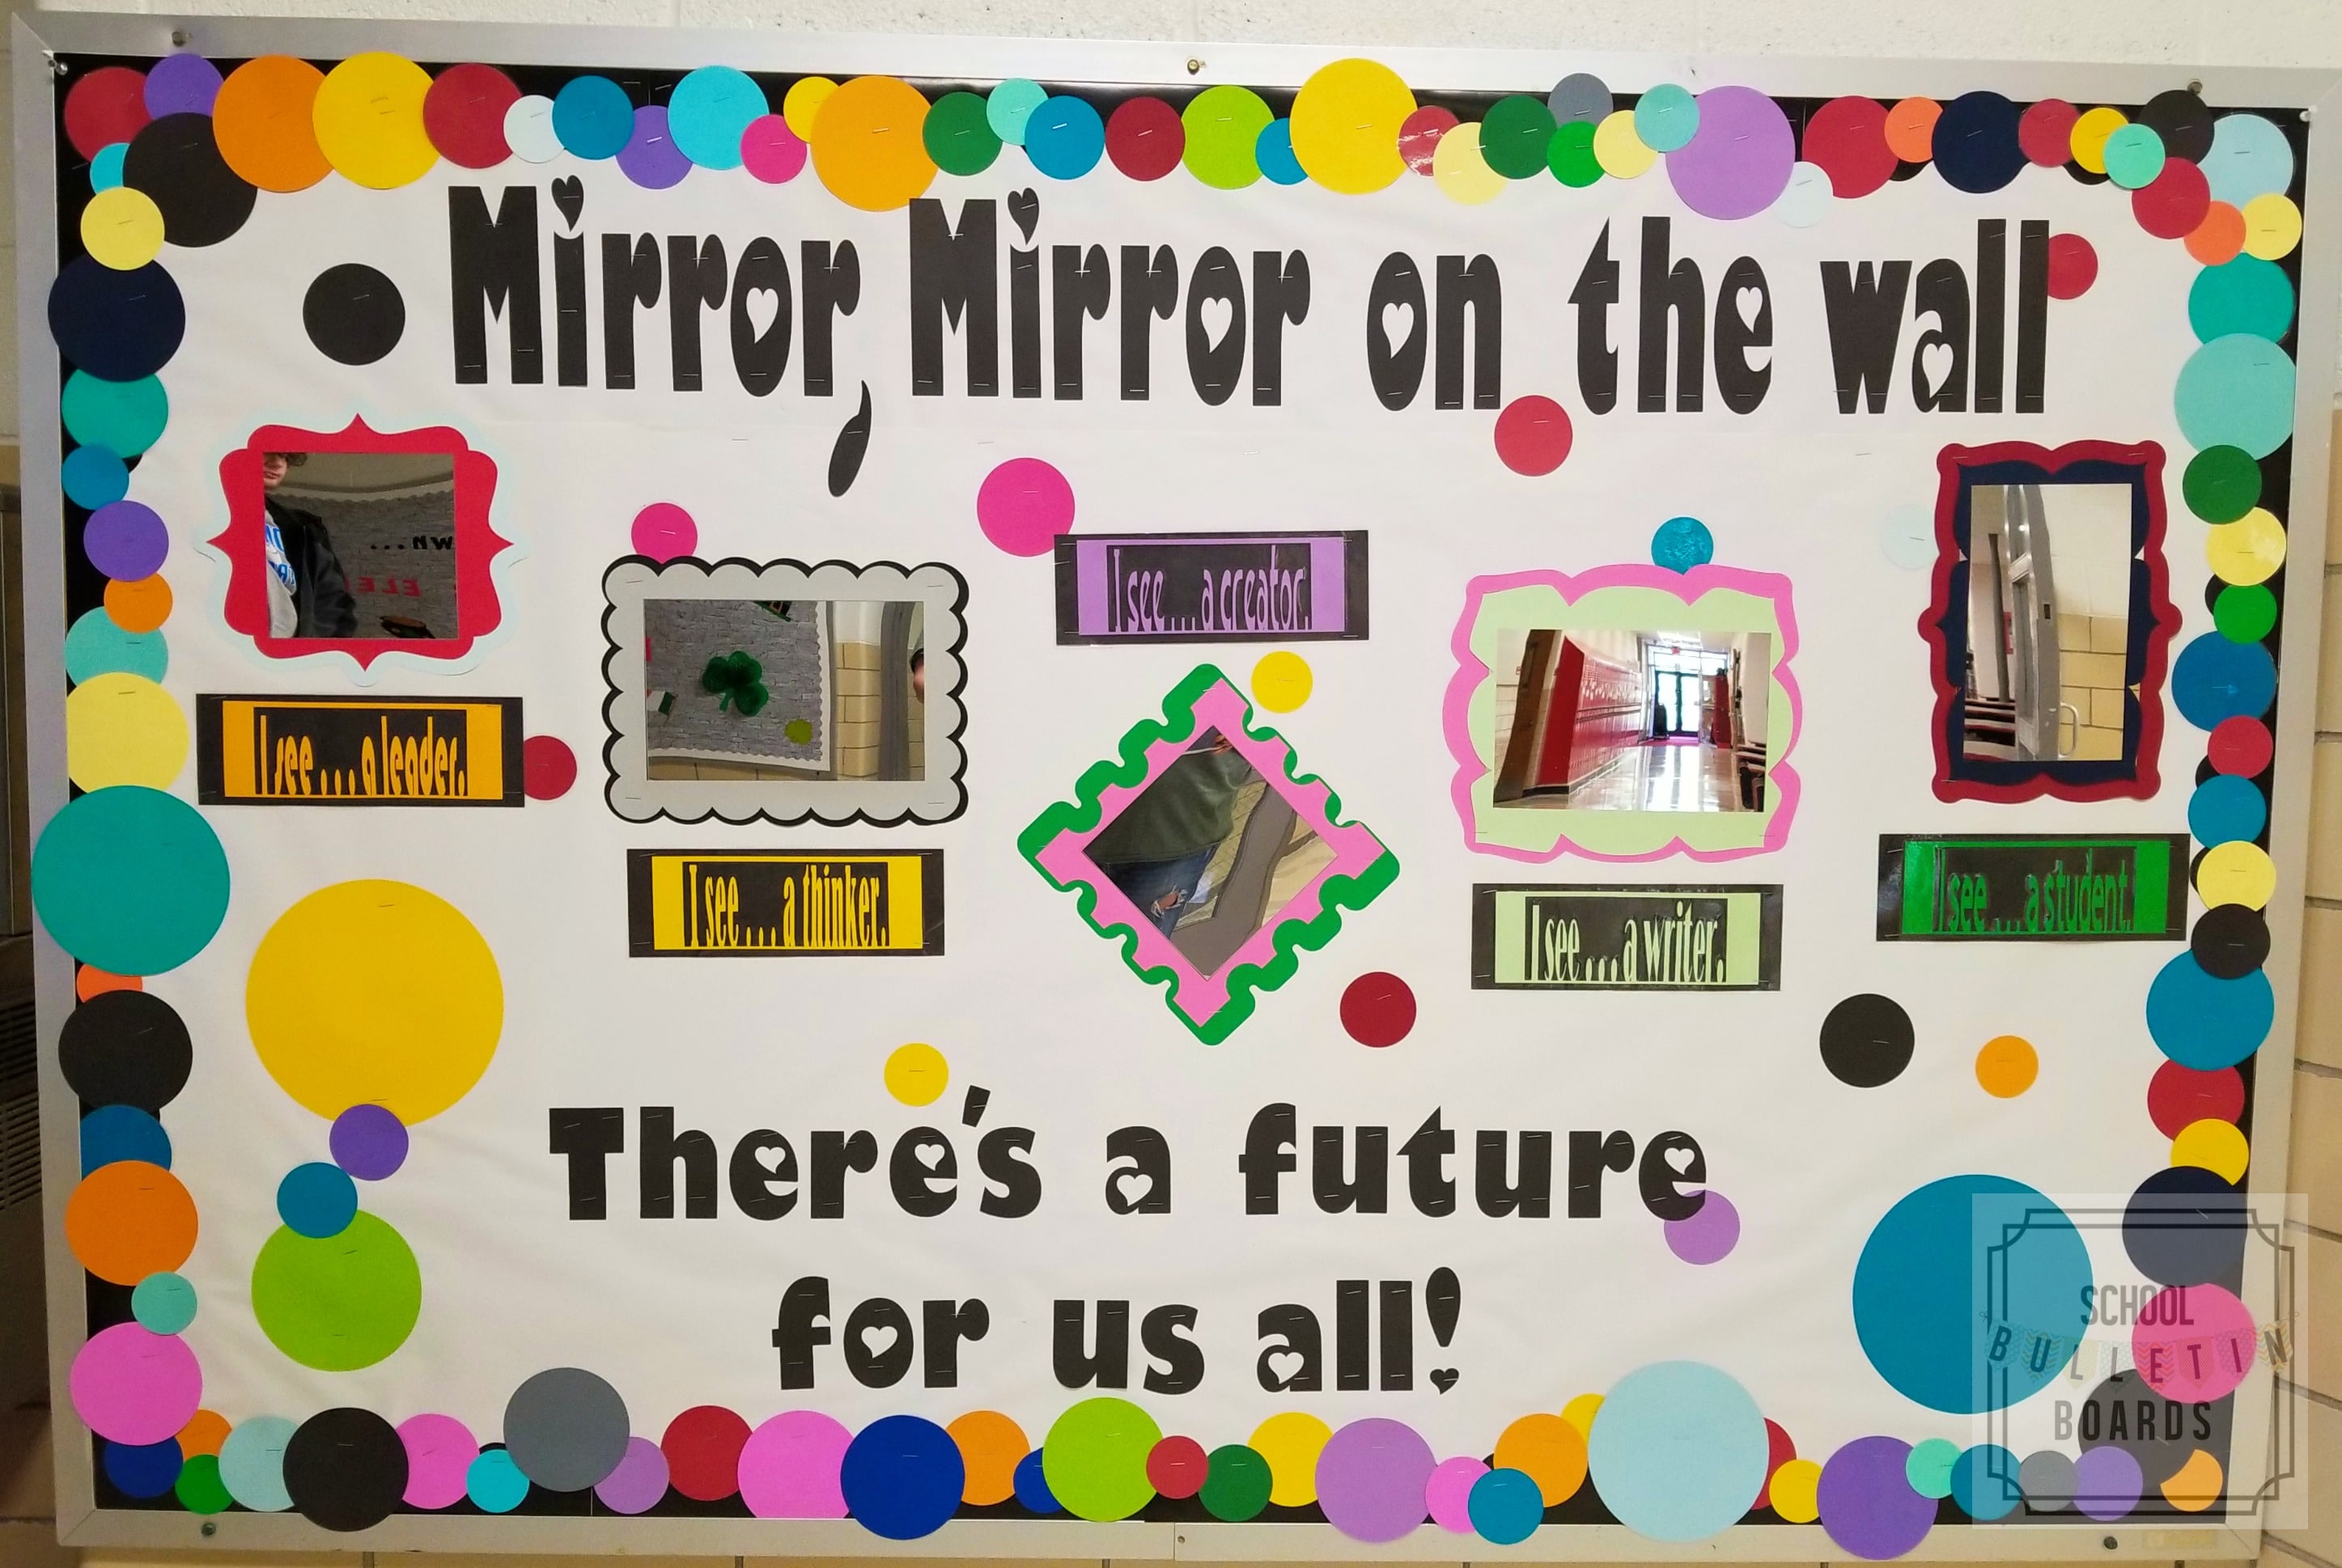 Mirror, Mirror on the wall
I see . . . a leader.
I see . . . a thinker.
I see . . . a creator.
I see . . . a writer.
I see . . . a student.
There's a future
for us all!
SCHOOL
BULLETIN
BOARDS